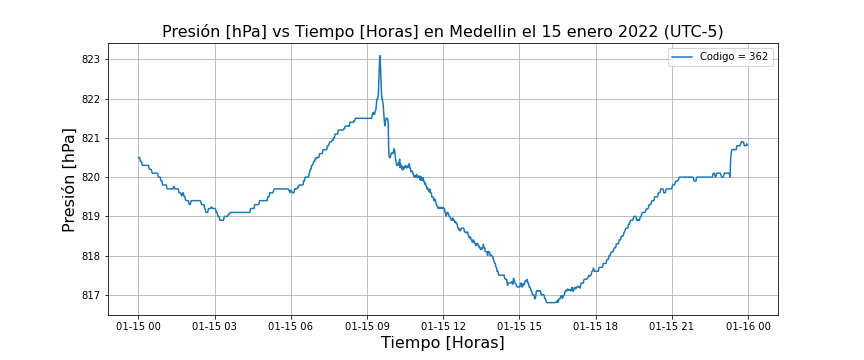 Presión [hPa] vs Tiempo [Horas] en Medellin el 15 enero 2022 (UTC-5)
Codigo = 362
Presión [hPa]
823
822
821
820
819
818
817
01-15 00 01-15 03 01-15 06 01-15 09 01-15 12 01-15 15 01-15 18 01-15 21 01-16 00
Tiempo [Horas]